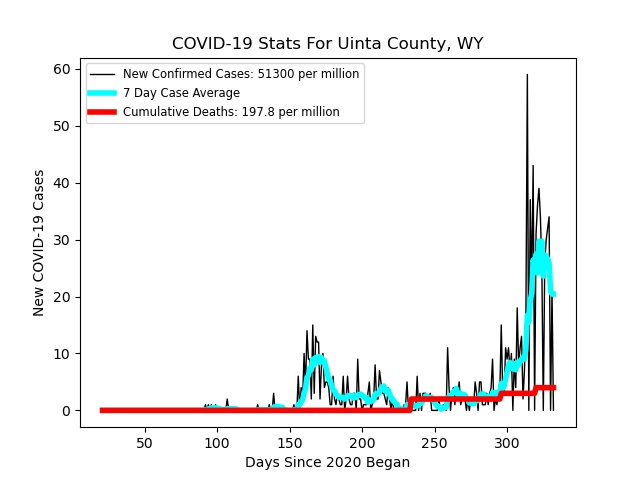 COVID-19 Stats For Uinta County, WY
New Confirmed Cases: 51300 per million
7 Day Case Average
Cumulative Deaths: 197.8 per million
New COVID-19 Cases
60
50
40
30
20
10
0
50 100 150 200 250 300
Days Since 2020 Began